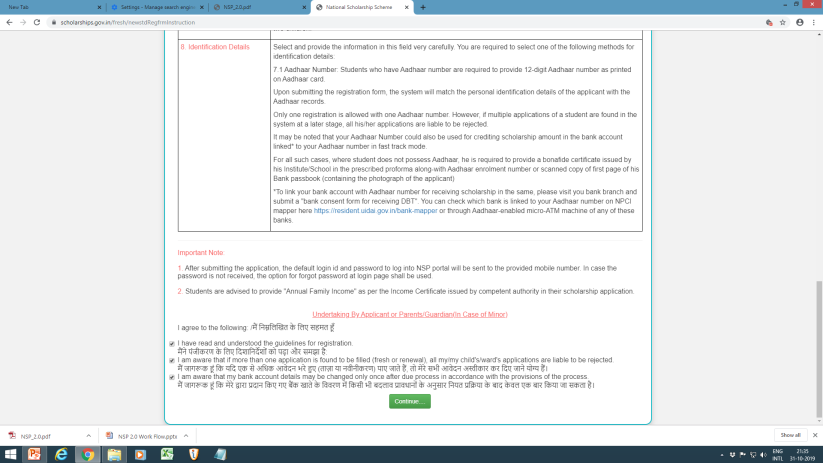 New Tab
Settings - Manage search engin
NSP_2.0.pdf
National Scholarship Scheme
scholarships.gov.in/fresh/newstdRegfrmInstruction
8. Identification Details
Select and provide the information in this field very carefully. You are required to select one of the following methods for
identification details.
7.1 Aadhaar Number: Students who have Aadhaar number are required to provide 12-digit Aadhaar number as printed
on Aadhaar card.
Upon submitting the registration form, the system will match the personal identification details of the applicant with the
Aadhaar records.
Only one registration is allowed with one Aadhaar number. However, if multiple applications of a student are found in the
system at a later stage, all his/her applications are liable to be rejected.
It may be noted that your Aadhaar Number could also be used for crediting scholarship amount in the bank account
linked* to your Aadhaar number in fast track mode.
For all such cases, where student does not possess Aadhaar, he is required to provide a bonafide certificate issued by
his Institute/School in the prescribed proforma along-with Aadhaar enrolment number or scanned copy of first page of his
Bank passbook (containing the photograph of the applicant)
*To link your bank account with Aadhaar number for receiving scholarship in the same, please visit you bank branch and
submit a "bank consent form for receiving DBT". You can check which bank is linked to your Aadhaar number on NPCI
mapper here https://resident.uidai.gov.in/bank-mapper or through Aadhaar-enabled micro-ATM machine of any of these
banks.
Important Note:
1. After submitting the application, the default login id and password to log into NSP portal will be sent to the provided mobile number. In case the
password is not received; the option for forgot password at login page shall be used.
2. Students are advised to provide "Annual Family Income" as per the Income Certificate issued by competent authority in their scholarship application.
Undertaking By Applicant or Parents/Guardian(In Case of Minor)
I agree to the following: /मैं निम्नलिखित के लिए सहमत हूँ
I have read and understood the guidelines for registration.
मैंने पंजीकरण के लिए दिशानिर्देशों को पढ़ा और समझा है;
I am aware that if more than one application is found to be filled (fresh or renewal), all my/my child's/ward's applications are liable to be rejected.
मैं जागरूक हूं कि यदि एक से अधिक आवेदन भरे हुए (ताज़ा या नवीनीकरण) पाए जाते हैं, तो मेरे सभी आवेदन अस्वीकार कर दिए जाने योग्य हैं।
I am aware that my bank account details may be changed only once after due process in accordance with the provisions of the process.
मैं जागरूक हूं कि मेरे द्वारा प्रदान किए गए बैंक खाते के विवरण में किसी भी बदलाव प्रावधानों के अनुसार नियत प्रक्रिया के बाद केवल एक बार किया जा सकता है।
Continue....
NSP_2.0.pdf
NSP 2.0 Work Flow.pptx
Show all
ENG
INTL
21:35
31-10-2019